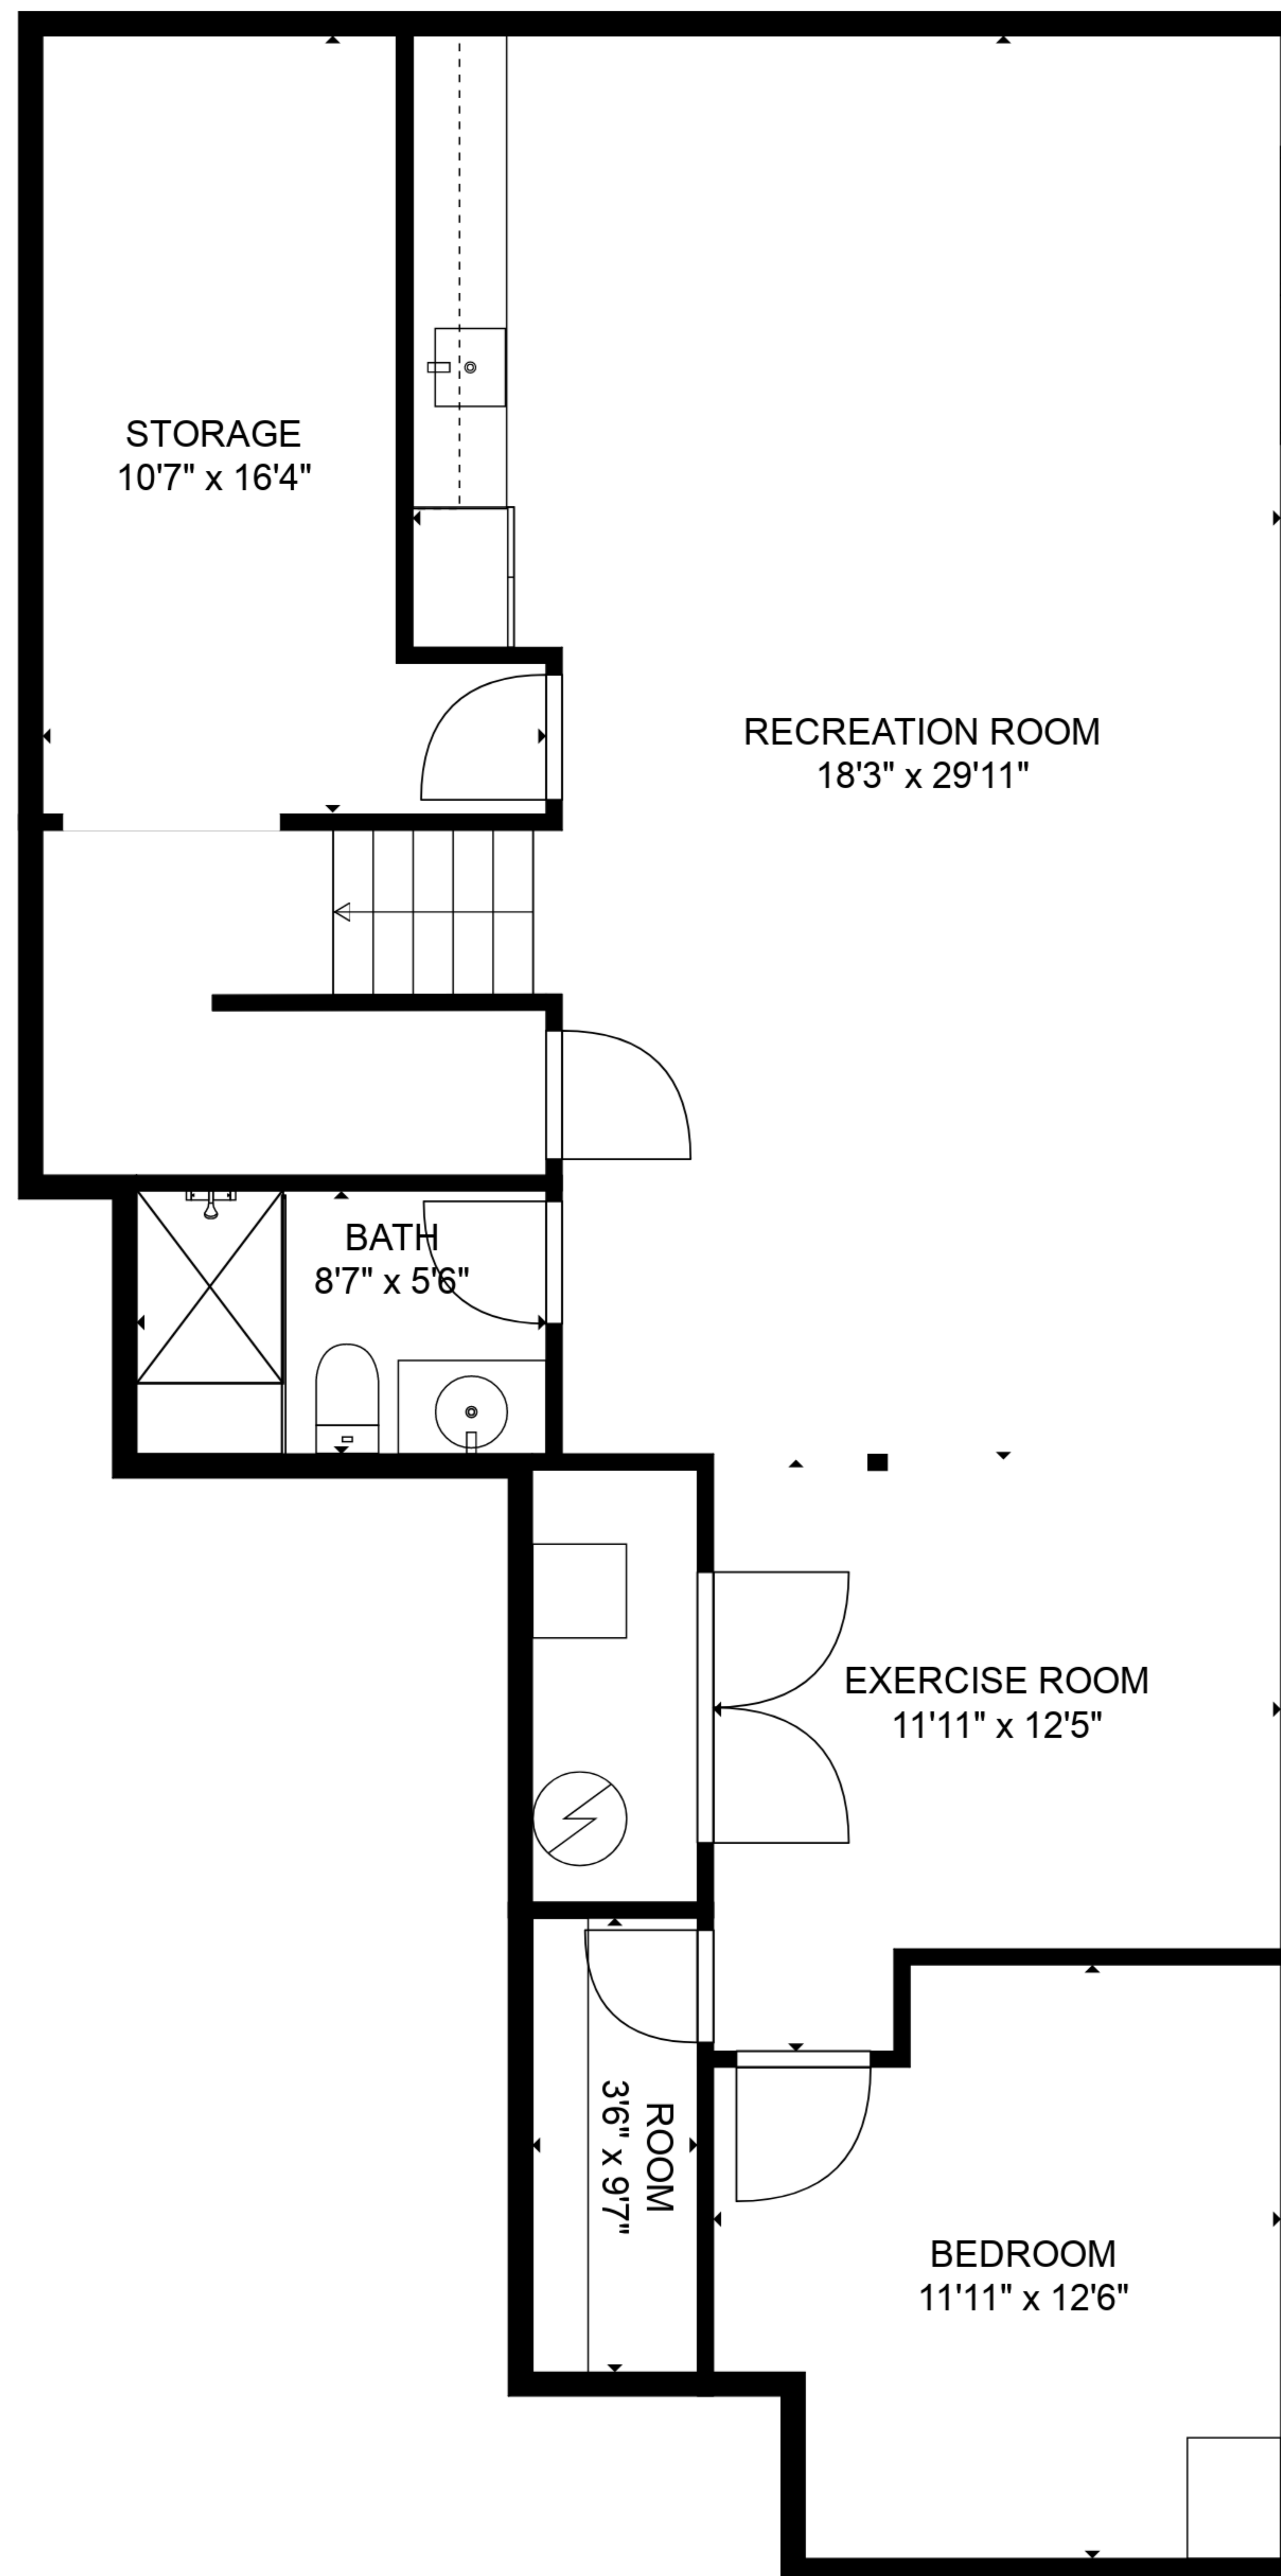 STORAGE
10'7" x 16'4"
RECREATION ROOM
18'3" x 29'11"
BATH
8'7" x 5'6"
EXERCISE ROOM
11'11" x 12'5"
ROOM
3'6" x 9'7"
BEDROOM
11'11" x 12'6"